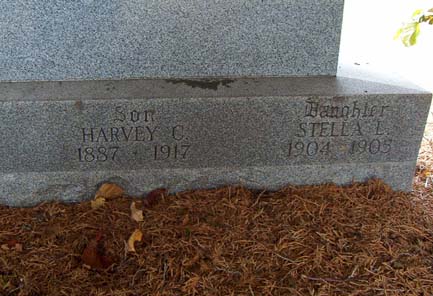 Son
HARVEY C.
1887 - 1917
Daughter
STELLA L.
1904 - 1905